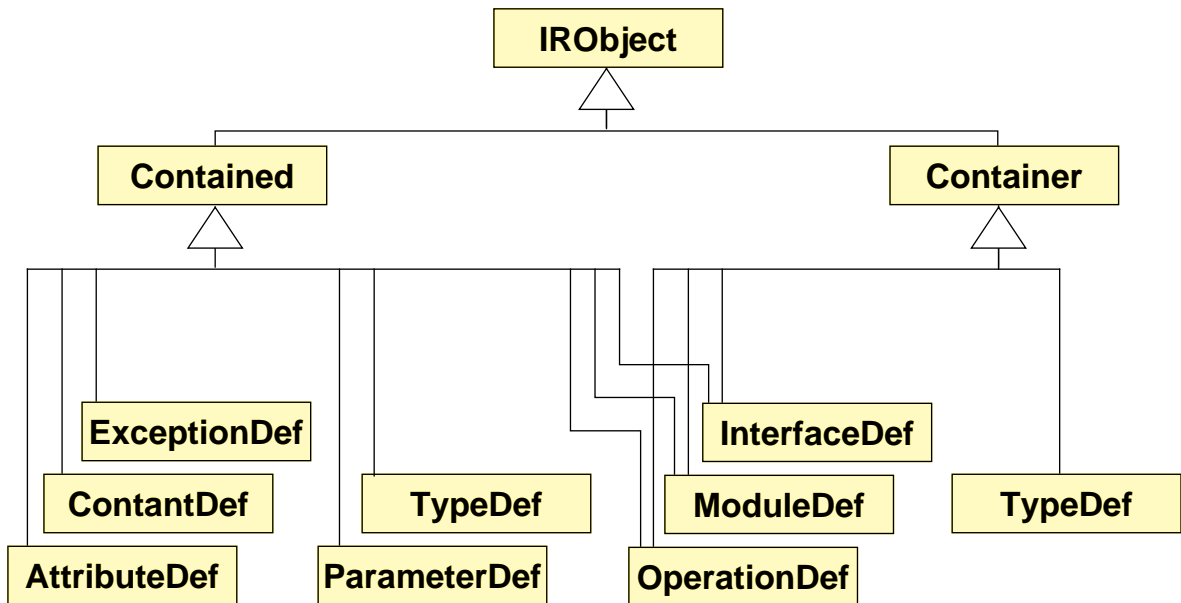 IRObject
Contained
Container
ExceptionDef
InterfaceDef
ContantDef
TypeDef
ModuleDef
TypeDef
AttributeDef
ParameterDef
OperationDef